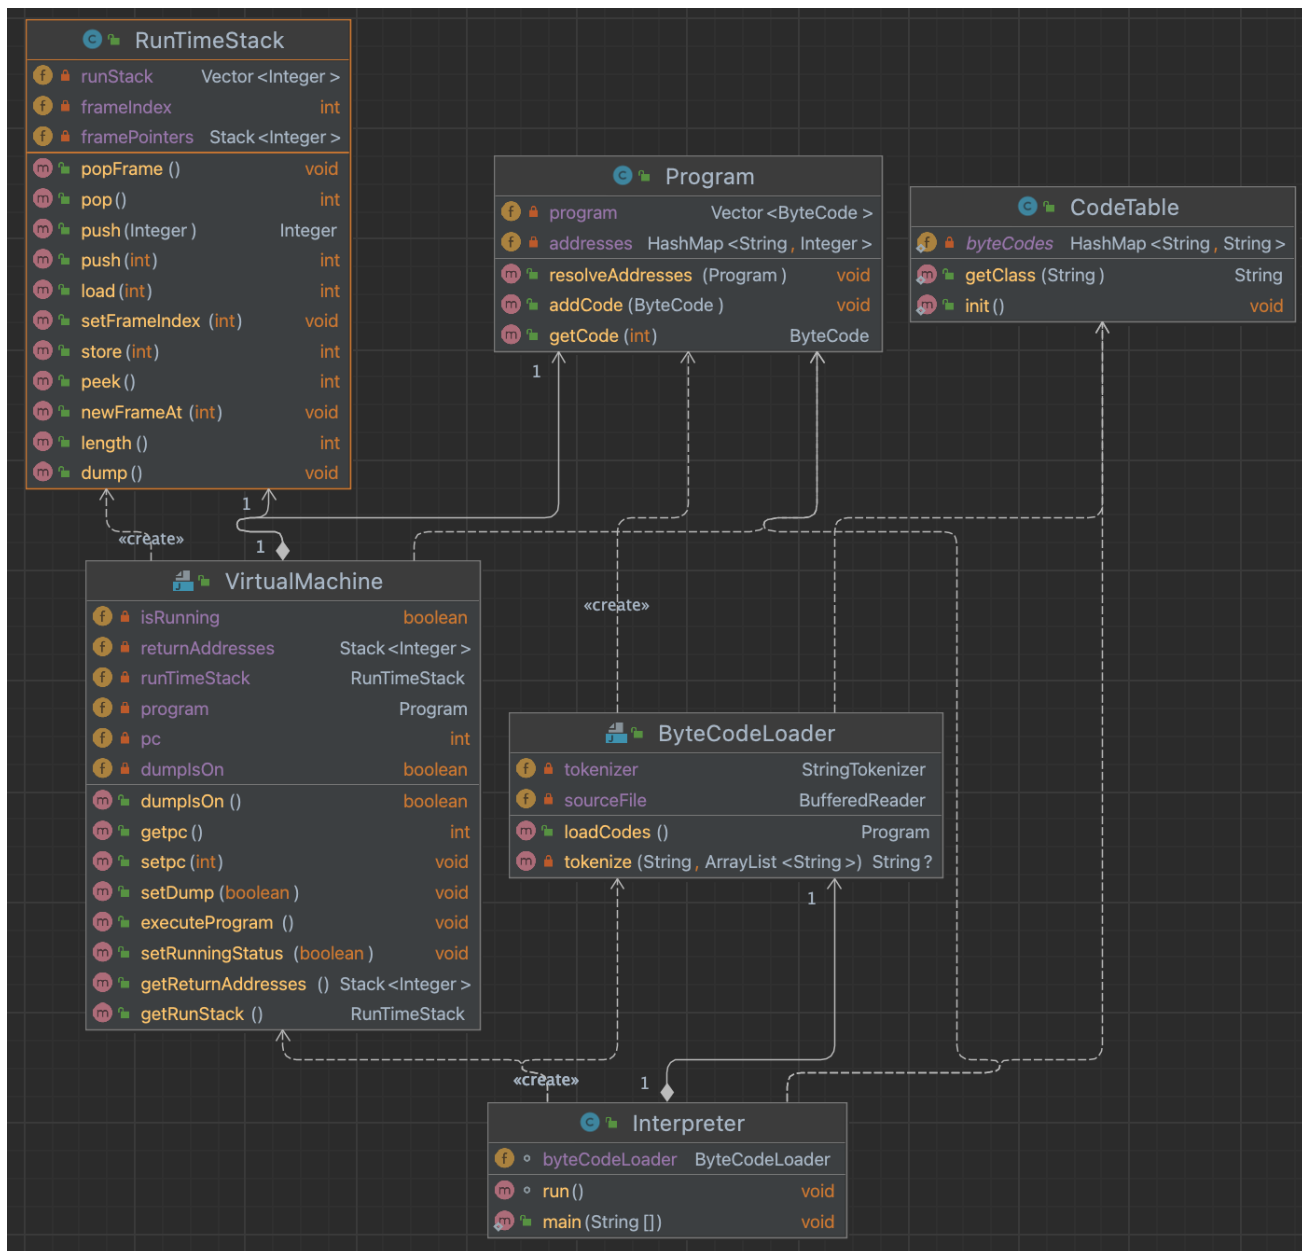 RunTimeStack
runStack Vector<Integer>
frameIndex int
framePointers Stack<Integer>
popFrame () void
pop() int
push(Integer) Integer
push(int) int
load(int) int
setFrameIndex (int) void
store(int) int
peek() int
newFrameAt (int) void
length() int
dump() void
Program
program Vector<ByteCode>
addresses HashMap<String, Integer>
resolveAddresses (Program) void
addCode(ByteCode) void
getCode(int) ByteCode
CodeTable
byteCodes HashMap<String, String>
getClass(String) String
init() void
1
1
«create»
1
«create»
VirtualMachine
isRunning boolean
returnAddresses Stack<Integer>
runTimeStack RunTimeStack
program Program
pc int
dumpIsOn boolean
dumpIsOn () boolean
getpc() int
setpc(int) void
setDump(boolean) void
executeProgram () void
setRunningStatus (boolean) void
getReturnAddresses () Stack<Integer>
getRunStack () RunTimeStack
ByteCodeLoader
tokenizer StringTokenizer
sourceFile BufferedReader
loadCodes () Program
tokenize(String, ArrayList<String>) String?
1
«create»
1
Interpreter
byteCodeLoader ByteCodeLoader
run() void
main(String[]) void